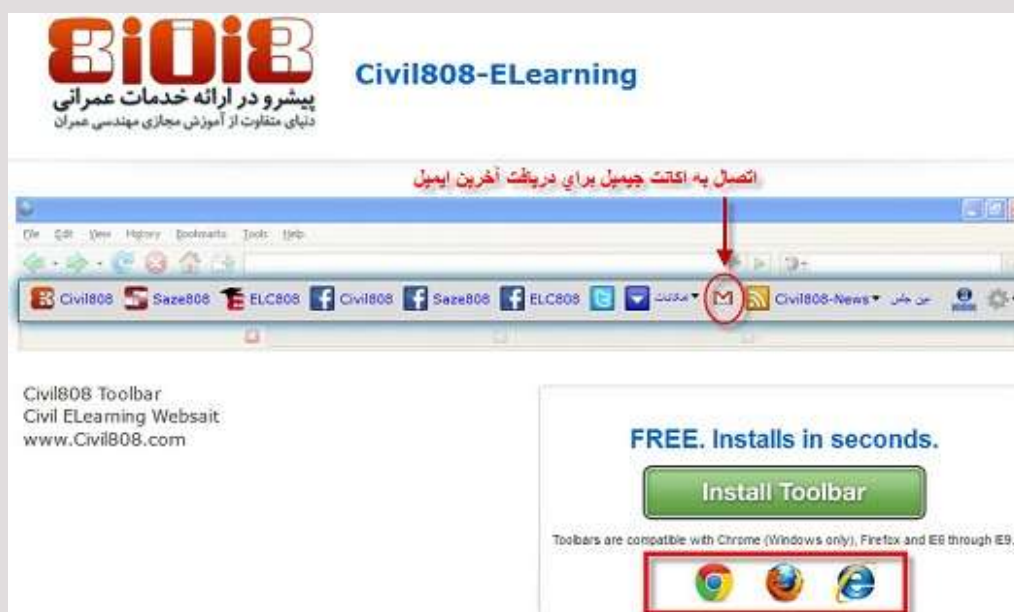 808
Civil808-ELearning
پیشرو در ارائه خدمات عمرانی
دنیای متفاوت از آموزش مجازی مهندسی عمران
اتصال به اکانت جیمیل براي دریافت آخرین ایمیل
File Edit View History Bookmarks Tools Help
Civil808 Saze808 ELC808 Civil808 Saze808 ELC808 Civil808-News
Civil808 Toolbar
Civil ELearning Websait
www.Civil808.com
FREE. Installs in seconds.
Install Toolbar
Toolbars are compatible with Chrome (Windows only), Firefox and IE6 through IE9.